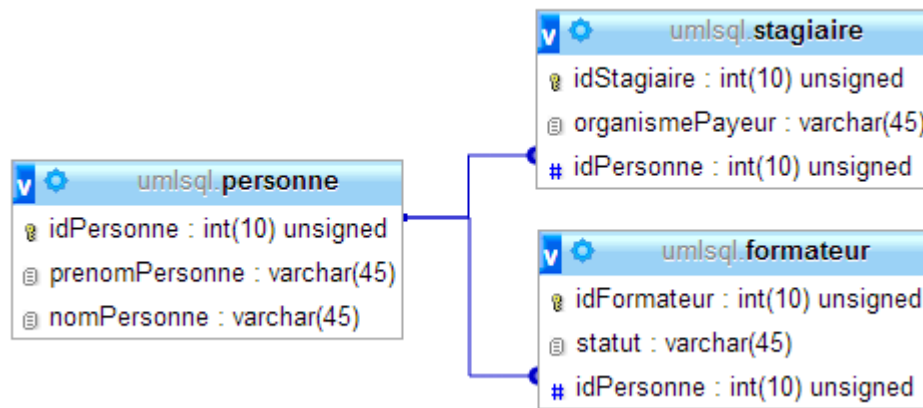 umlsql.personne
idPersonne : int(10) unsigned
prenomPersonne : varchar(45)
nomPersonne : varchar(45)
umlsql.stagiaire
idStagiaire : int(10) unsigned
organismePayeur : varchar(45)
# idPersonne : int(10) unsigned
umlsql.formateur
idFormateur : int(10) unsigned
statut : varchar(45)
# idPersonne : int(10) unsigned